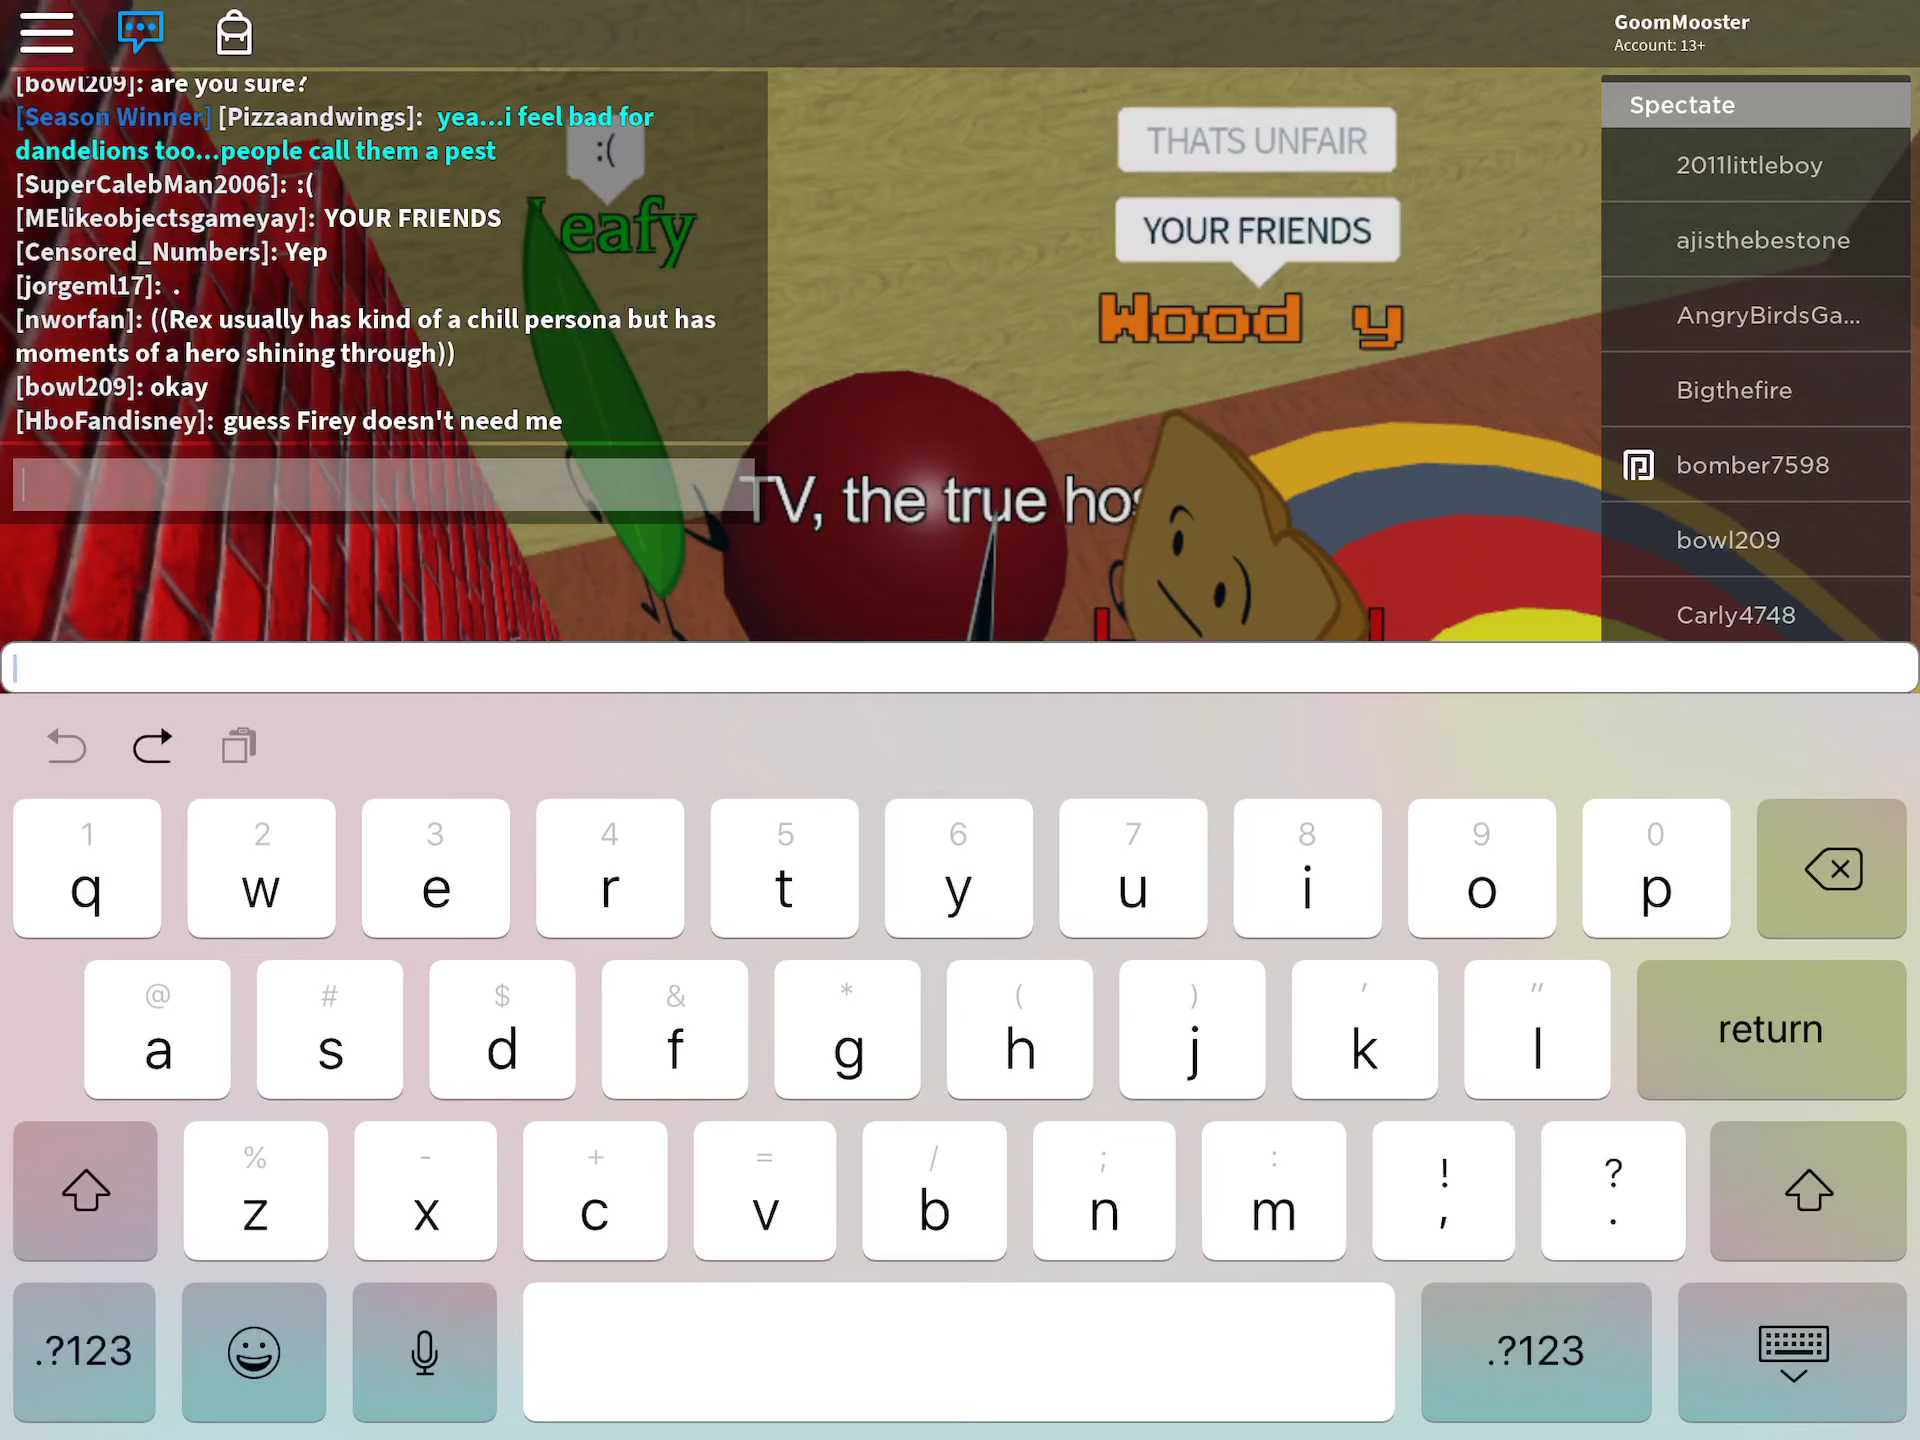 GoomMooster
Account: 13+
[bowl209]: are you sure?
[Season Winner] [Pizzaandwings]: yea...i feel bad for
dandelions too...people call them a pest
[SuperCalebMan2006]: :(
[MElikeobjectsgameyay]: YOUR FRIENDS
[Censored_Numbers]: Yep
[jorgeml17]: .
[nworfan]: ((Rex usually has kind of a chill persona but has
moments of a hero shining through))
[bowl209]: okay
[HboFandisney]: guess Firey doesn't need me
:(
Leafy
THATS UNFAIR
YOUR FRIENDS
Wood y
TV, the true hos
Spectate
2011littleboy
ajisthebestone
AngryBirdsGa...
Bigthefire
bomber7598
bowl209
Carly4748
1 2 3 4 5 6 7 8 9 0
q w e r t y u i o p
@ # $ & * ( ) ' "
a s d f g h j k l return
% - + = / ; : ! ?
z x c v b n m , .
.?123 .?123